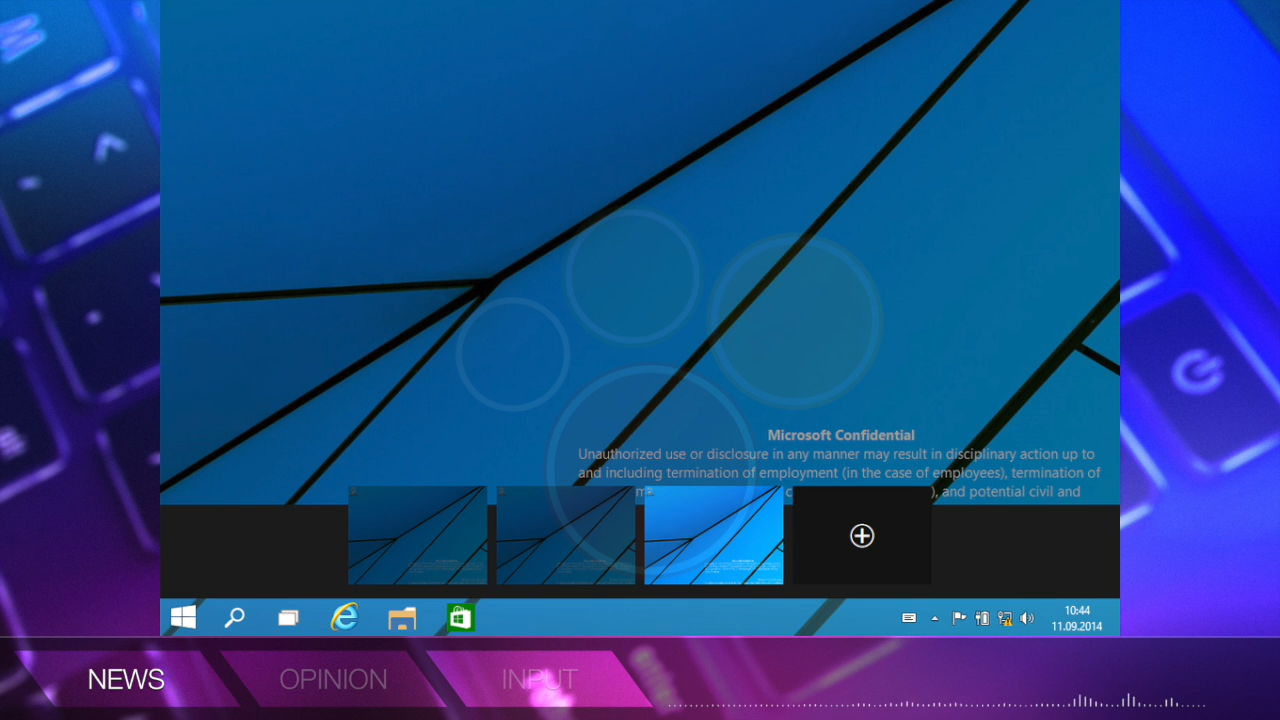 Microsoft Confidential
Unauthorized use or disclosure in any manner may result in disciplinary action up to
and including termination of employment (in the case of employees), termination of
), and potential civil and
10:44
11.09.2014
NEWS
OPINION
INPUT